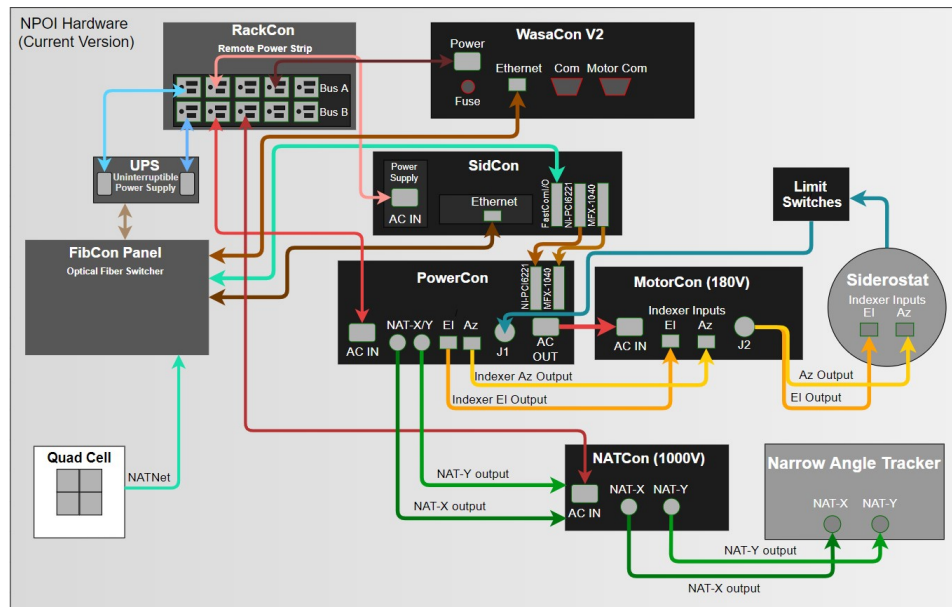 NPOI Hardware
(Current Version)
RackCon
Remote Power Strip
Bus A
Bus B
WasaCon V2
Power
Ethernet
Com
Motor Com
Fuse
UPS
Uninterruptible
Power Supply
SidCon
Power
Supply
AC IN
Ethernet
FastComI/O
NI-PCI6221
MFX-1040
Limit
Switches
FibCon Panel
Optical Fiber Switcher
PowerCon
NI-PCI6221
MFX-1040
AC IN
NAT-X/Y
El
Az
J1
AC
OUT
MotorCon (180V)
Indexer Inputs
El
Az
AC IN
J2
Siderostat
Indexer Inputs
El
Az
Indexer Az Output
Indexer El Output
Az Output
El Output
Quad Cell
NATNet
NAT-Y output
NAT-X output
NATCon (1000V)
NAT-X
NAT-Y
AC IN
Narrow Angle Tracker
NAT-X
NAT-Y
NAT-Y output
NAT-X output